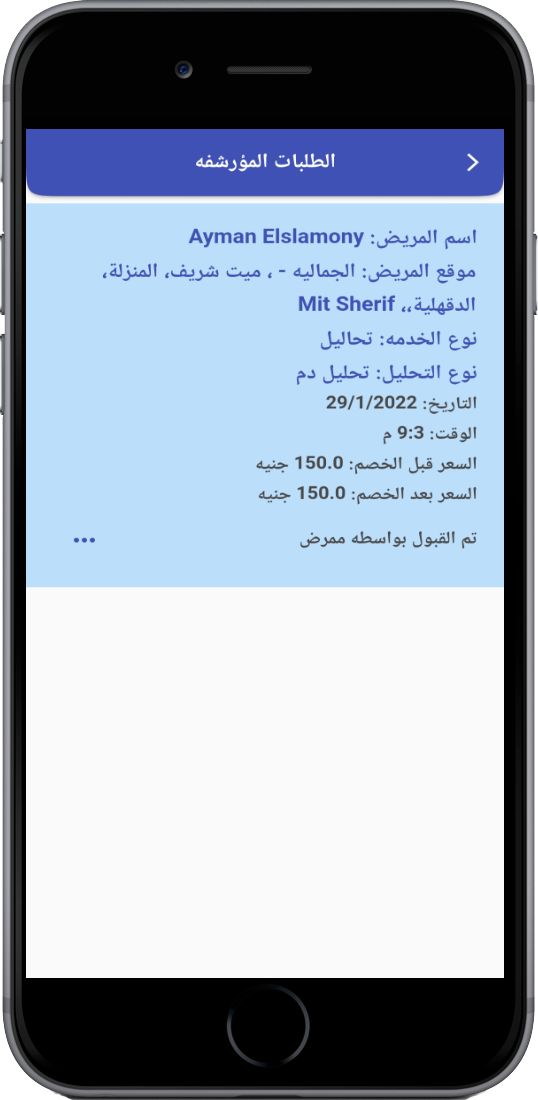 الطلبات المؤرشفه
اسم المريض: Ayman Elslamony
موقع المريض: الجماليه - ، ميت شريف، المنزلة،
الدقهلية،، Mit Sherif
نوع الخدمه: تحاليل
نوع التحليل: تحليل دم
التاريخ: 29/1/2022
الوقت: 9:3 م
السعر قبل الخصم: 150.0 جنيه
السعر بعد الخصم: 150.0 جنيه
تم القبول بواسطه ممرض